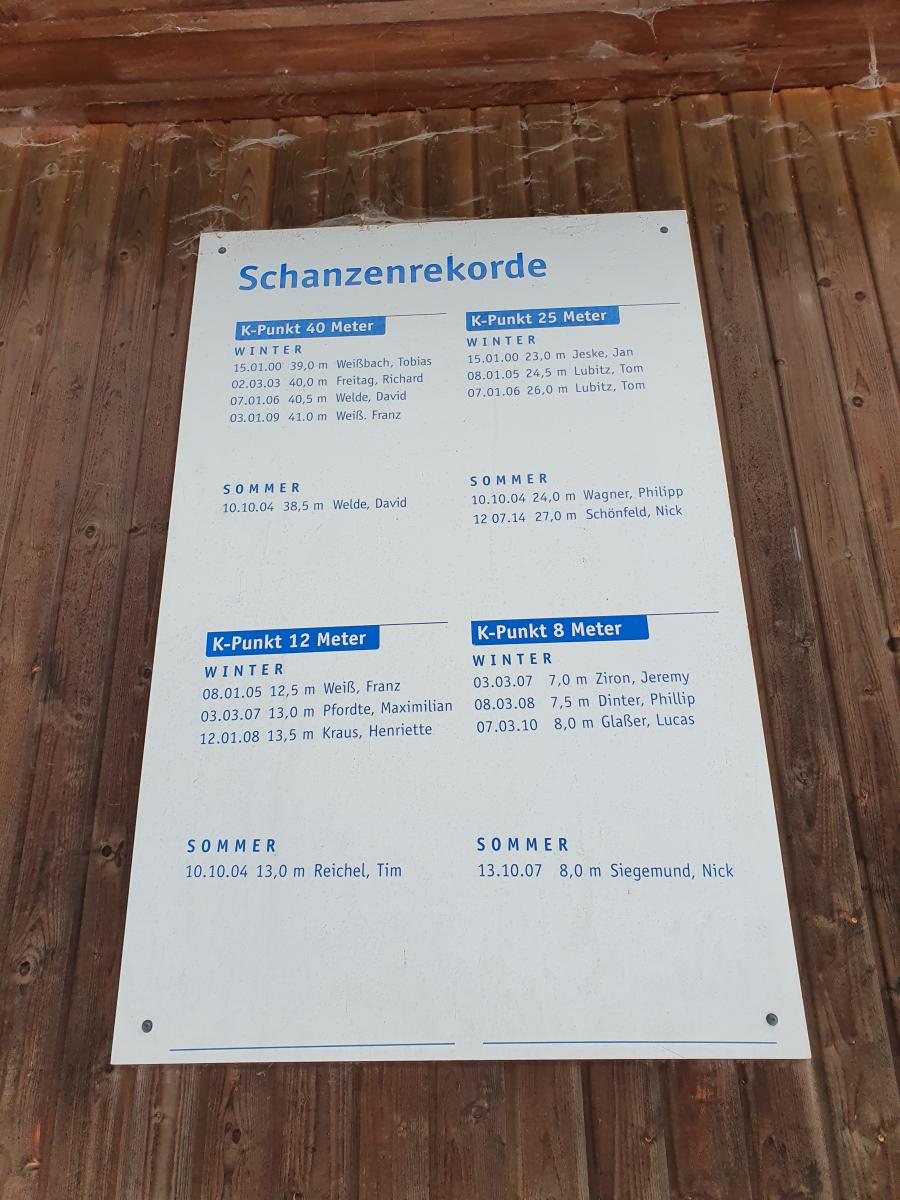 Schanzenrekorde
K-Punkt 40 Meter
WINTER
15.01.00 39,0 m Weißbach, Tobias
02.03.03 40,0 m Freitag, Richard
07.01.06 40,5 m Welde, David
03.01.09 41.0 m Weiß. Franz
SOMMER
10.10.04 38,5 m Welde, David
K-Punkt 25 Meter
WINTER
15.01.00 23,0 m Jeske, Jan
08.01.05 24,5 m Lubitz, Tom
07.01.06 26,0 m Lubitz, Tom
SOMMER
10.10.04 24,0 m Wagner, Philipp
12 07.14 27,0 m Schönfeld, Nick
K-Punkt 12 Meter
WINTER
08.01.05 12,5 m Weiß, Franz
03.03.07 13,0 m Pfordte, Maximilian
12.01.08 13,5 m Kraus, Henriette
SOMMER
10.10.04 13,0 m Reichel, Tim
K-Punkt 8 Meter
WINTER
03.03.07 7,0 m Ziron, Jeremy
08.03.08 7,5 m Dinter, Phillip
07.03.10 8,0 m Glaßer, Lucas
SOMMER
13.10.07 8,0 m Siegemund, Nick